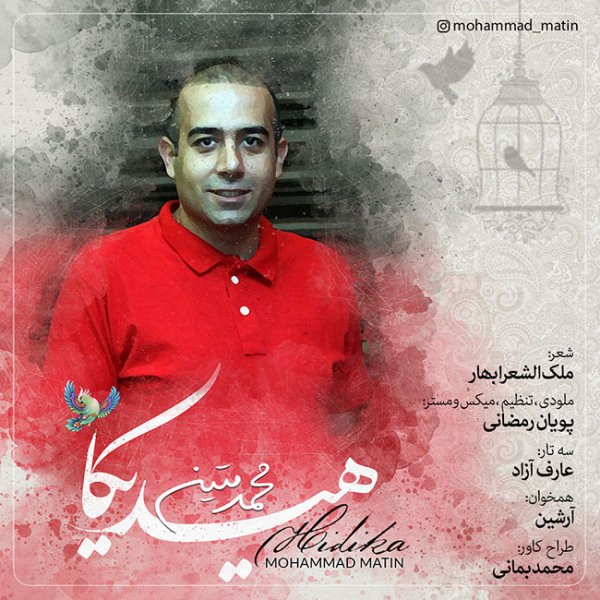 mohammad_matin
شعر:
ملک الشعرا بهار
ملودی، تنظیم، میکس و مستر:
پویان رمضانی
سه تار:
عارف آزاد
همخوان:
آرشین
طراح کاور:
محمد بمانی
هیدیکا
محمد متین
Hidika
MOHAMMAD MATIN